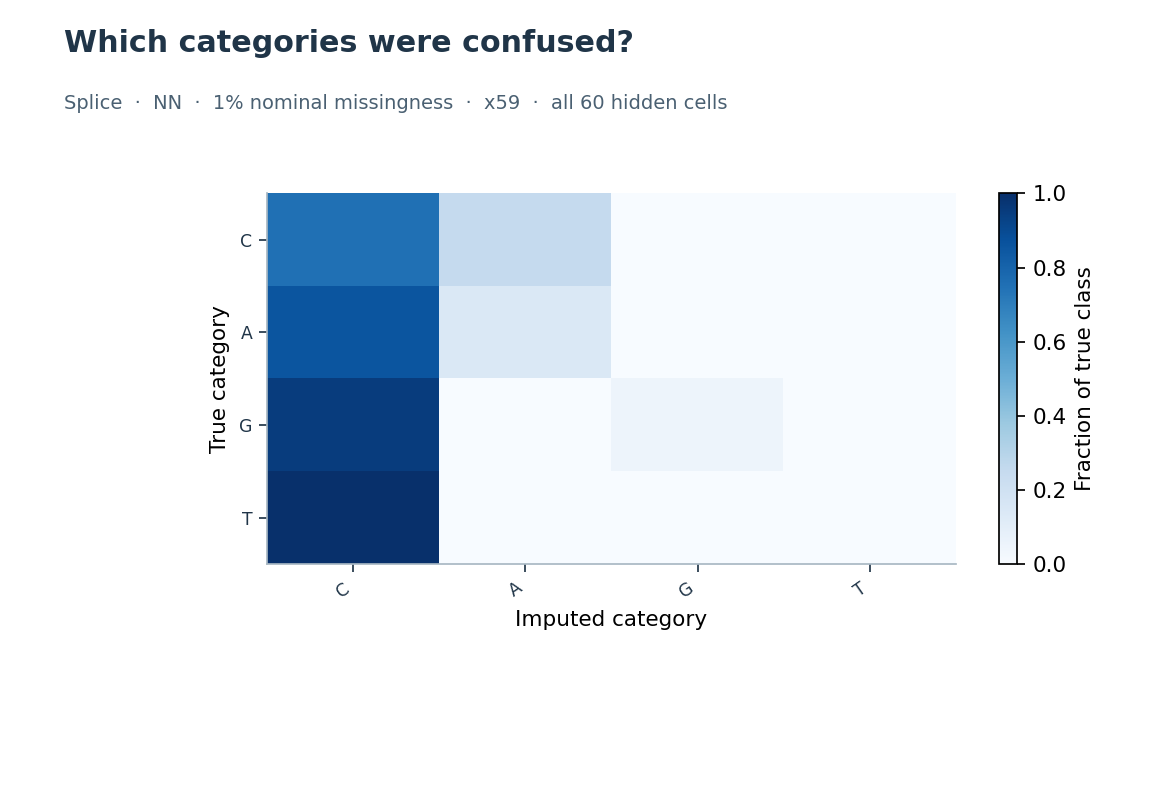 Which categories were confused?
Splice · NN · 1% nominal missingness · x59 · all 60 hidden cells
True category
C
A
G
T
C A G T
Imputed category
1.0
0.8
0.6
0.4
0.2
0.0
Fraction of true class